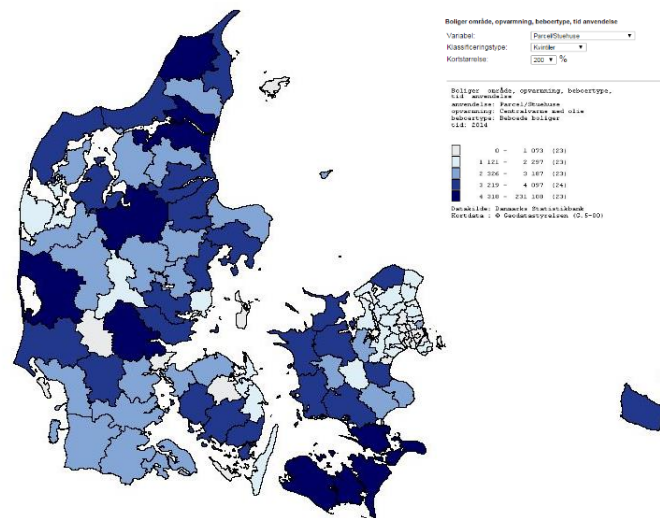 Boliger område, opvarmning, beboertype, tid anvendelse
Variabel: Parcel/Stuehuse
Klassificeringstype: Kvintiler
Kortstørrelse: 200 %
Boliger område, opvarmning, beboertype,
tid anvendelse
anvendelse: Parcel/Stuehuse
opvarmning: Centralvarme med olie
beboertype: Beboede boliger
tid: 2014
0 - 1 073 (23)
1 121 - 2 297 (23)
2 326 - 3 187 (23)
3 219 - 4 097 (24)
4 318 - 231 108 (23)
Datakilde: Danmarks Statistikbank
Kortdata : © Geodatastyrelsen (G.5-00)